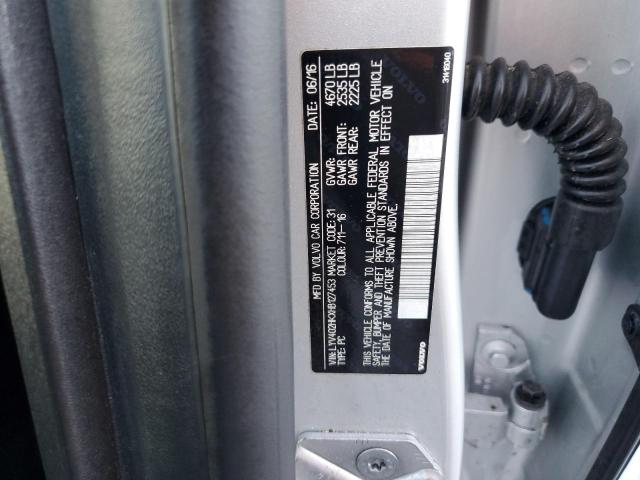 MFD. BY VOLVO CAR CORPORATION DATE: 06/16
VIN: LYV402HK0HB127453 MARKET CODE: 31 GVWR: 4670 LB
TYPE: PC COLOUR: 711-16 GAWR FRONT: 2535 LB
GAWR REAR: 2225 LB
THIS VEHICLE CONFORMS TO ALL APPLICABLE FEDERAL MOTOR VEHICLE
SAFETY, BUMPER AND THEFT PREVENTION STANDARDS IN EFFECT ON
THE DATE OF MANUFACTURE SHOWN ABOVE.
VOLVO
31416040